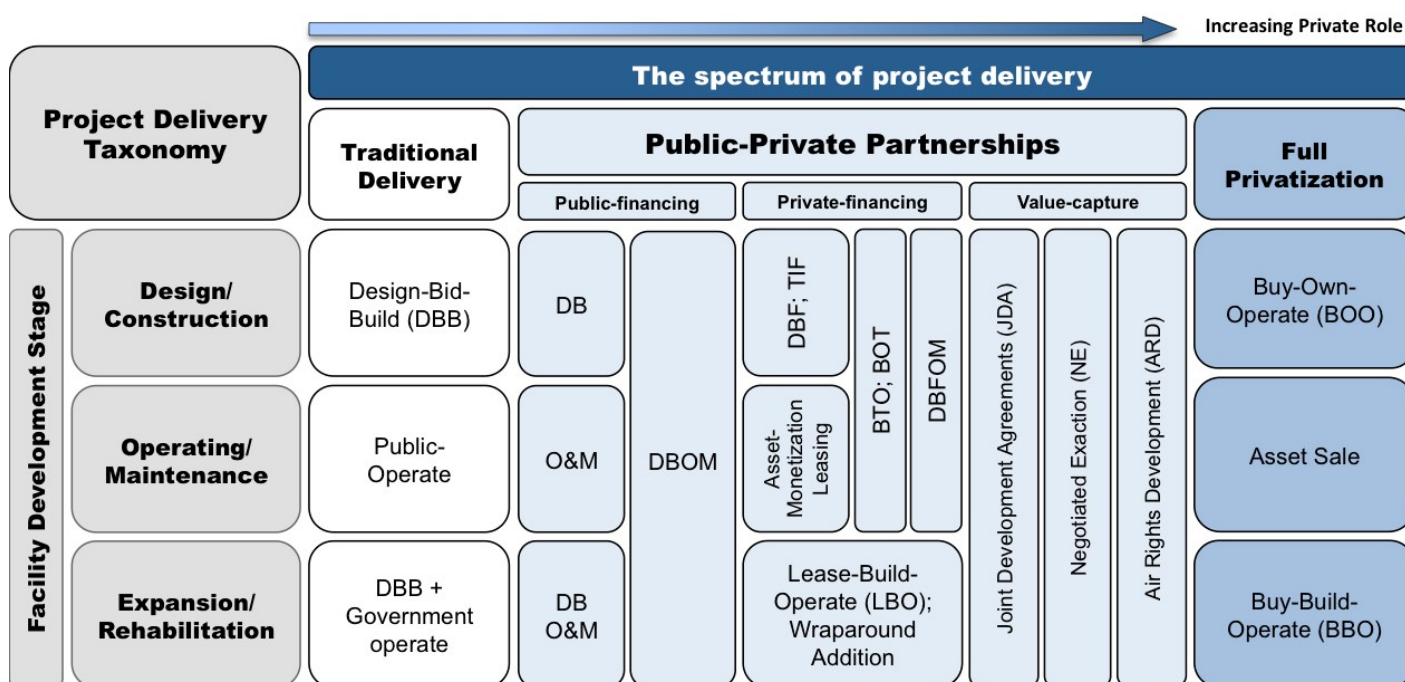 Increasing Private Role
The spectrum of project delivery
Project Delivery
Taxonomy
Traditional
Delivery
Public-Private Partnerships
Full
Privatization
Public-financing
Private-financing
Value-capture
Facility Development Stage
Design/
Construction
Design-Bid-
Build (DBB)
DB
DBOM
DBF; TIF
BTO; BOT
DBFOM
Joint Development Agreements (JDA)
Negotiated Exaction (NE)
Air Rights Development (ARD)
Buy-Own-
Operate (BOO)
Operating/
Maintenance
Public-
Operate
O&M
Asset-
Monetization
Leasing
Asset Sale
Expansion/
Rehabilitation
DBB +
Government
operate
DB
O&M
Lease-Build-
Operate (LBO);
Wraparound
Addition
Buy-Build-
Operate (BBO)